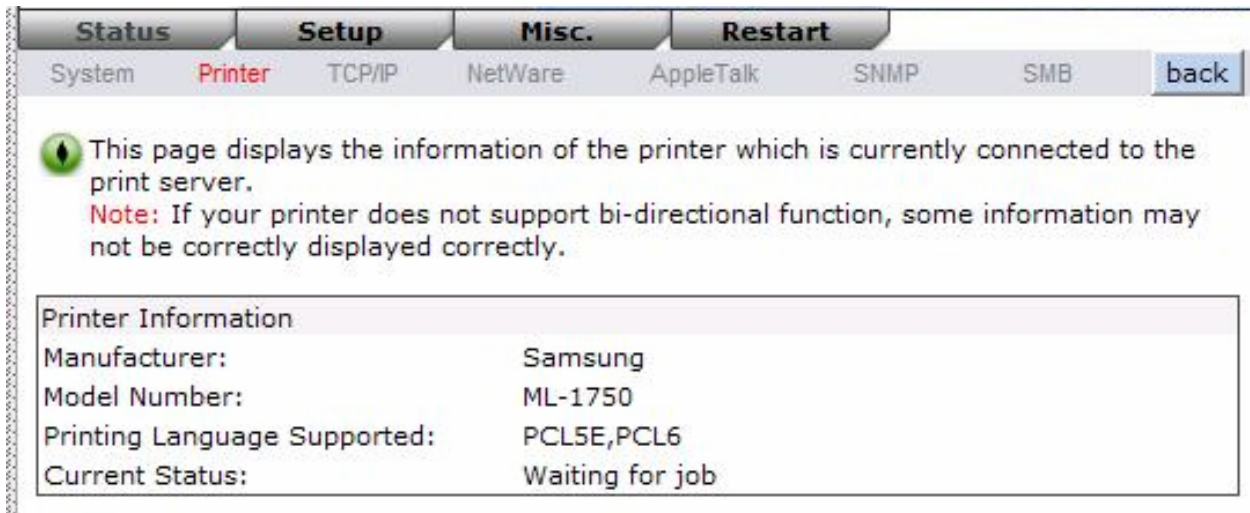 Status Setup Misc. Restart
System Printer TCP/IP NetWare AppleTalk SNMP SMB back
This page displays the information of the printer which is currently connected to the
print server.
Note: If your printer does not support bi-directional function, some information may
not be correctly displayed correctly.
Printer Information
Manufacturer: Samsung
Model Number: ML-1750
Printing Language Supported: PCL5E,PCL6
Current Status: Waiting for job